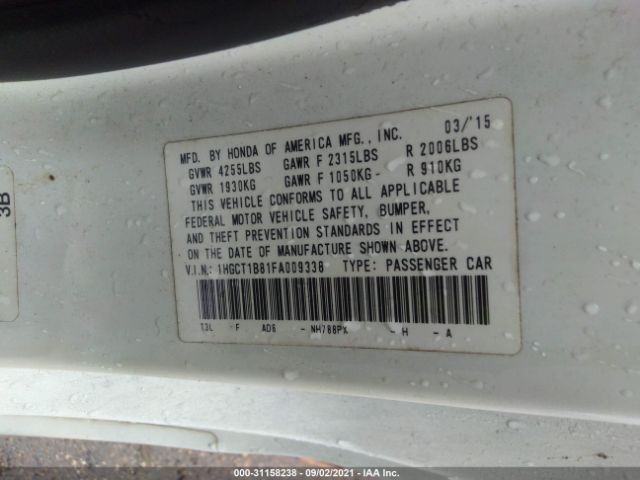 MFD. BY HONDA OF AMERICA MFG., INC. 03/'15
GVWR 4255LBS GAWR F 2315LBS R 2006LBS
GVWR 1930KG GAWR F 1050KG - R 910KG
THIS VEHICLE CONFORMS TO ALL APPLICABLE
FEDERAL MOTOR VEHICLE SAFETY, BUMPER,
AND THEFT PREVENTION STANDARDS IN EFFECT
ON THE DATE OF MANUFACTURE SHOWN ABOVE.
V.I.N.: 1HGCT1B81FA009338 TYPE: PASSENGER CAR
T3L - F AD6 - NH788PX - H - A
3B
000-31158238 - 09/02/2021 - IAA Inc.